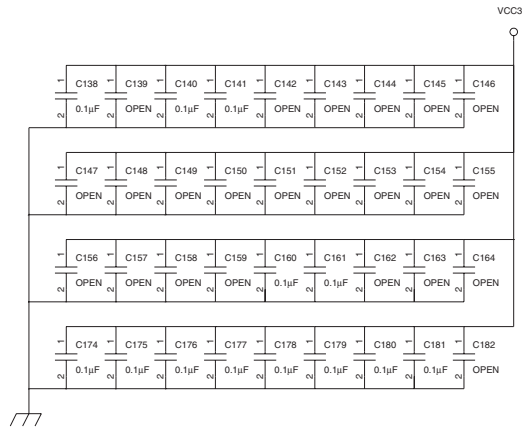 VCC3
1 1 1 1 1 1 1 1 1
C138 C139 C140 C141 C142 C143 C144 C145 C146
0.1µF OPEN 0.1µF 0.1µF OPEN OPEN OPEN OPEN OPEN
2 2 2 2 2 2 2 2 2
1 1 1 1 1 1 1 1 1
C147 C148 C149 C150 C151 C152 C153 C154 C155
OPEN OPEN OPEN OPEN OPEN OPEN OPEN OPEN OPEN
2 2 2 2 2 2 2 2 2
1 1 1 1 1 1 1 1 1
C156 C157 C158 C159 C160 C161 C162 C163 C164
OPEN OPEN OPEN OPEN 0.1µF 0.1µF OPEN OPEN OPEN
2 2 2 2 2 2 2 2 2
1 1 1 1 1 1 1 1 1
C174 C175 C176 C177 C178 C179 C180 C181 C182
0.1µF 0.1µF 0.1µF 0.1µF 0.1µF 0.1µF 0.1µF 0.1µF OPEN
2 2 2 2 2 2 2 2 2